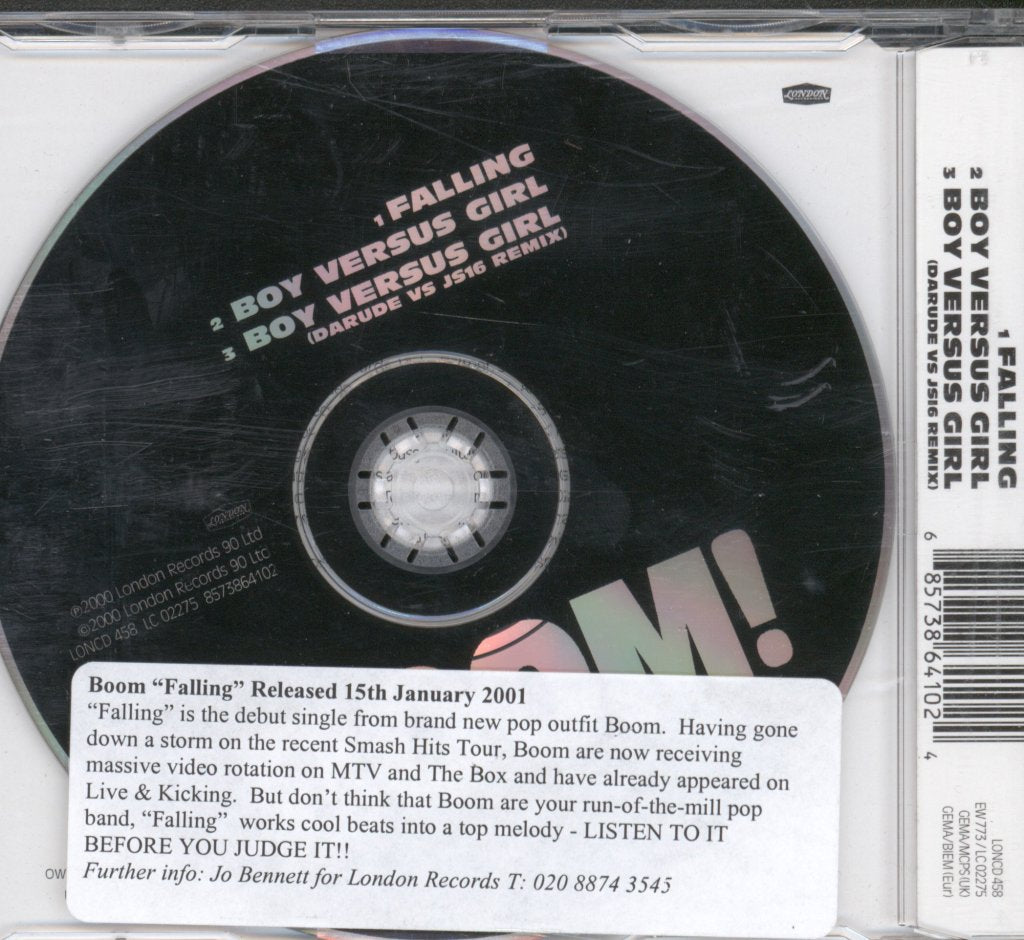 LONDON
1 FALLING
2 BOY VERSUS GIRL
3 BOY VERSUS GIRL
(DARUDE VS JS16 REMIX)
LONDON
℗2000 London Records 90 Ltd
©2000 London Records 90 Ltd
LONCD 458 LC 02275 8573864102
OM!
Boom “Falling” Released 15th January 2001
“Falling” is the debut single from brand new pop outfit Boom. Having gone
down a storm on the recent Smash Hits Tour, Boom are now receiving
massive video rotation on MTV and The Box and have already appeared on
Live & Kicking. But don’t think that Boom are your run-of-the-mill pop
band, “Falling” works cool beats into a top melody - LISTEN TO IT
BEFORE YOU JUDGE IT!!
Further info: Jo Bennett for London Records T: 020 8874 3545
OW
1 FALLING
2 BOY VERSUS GIRL
3 BOY VERSUS GIRL
(DARUDE VS JS16 REMIX)
6 85738 64102 4
LONCD 458
EW 773 / LC 02275
GEMA/MCPS (UK)
GEMA/BIEM (Eur)